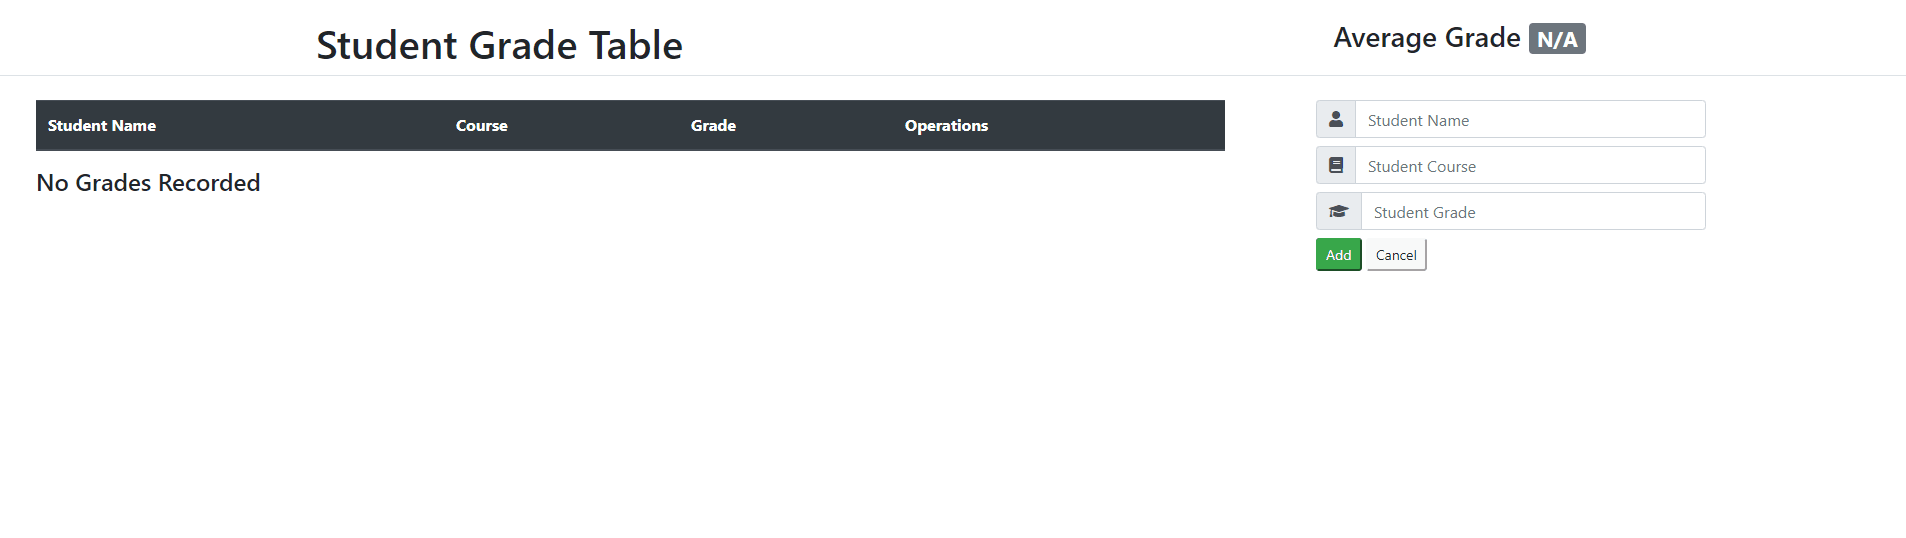 Student Grade Table
Average Grade N/A
Student Name Course Grade Operations
No Grades Recorded
Student Name
Student Course
Student Grade
Add Cancel